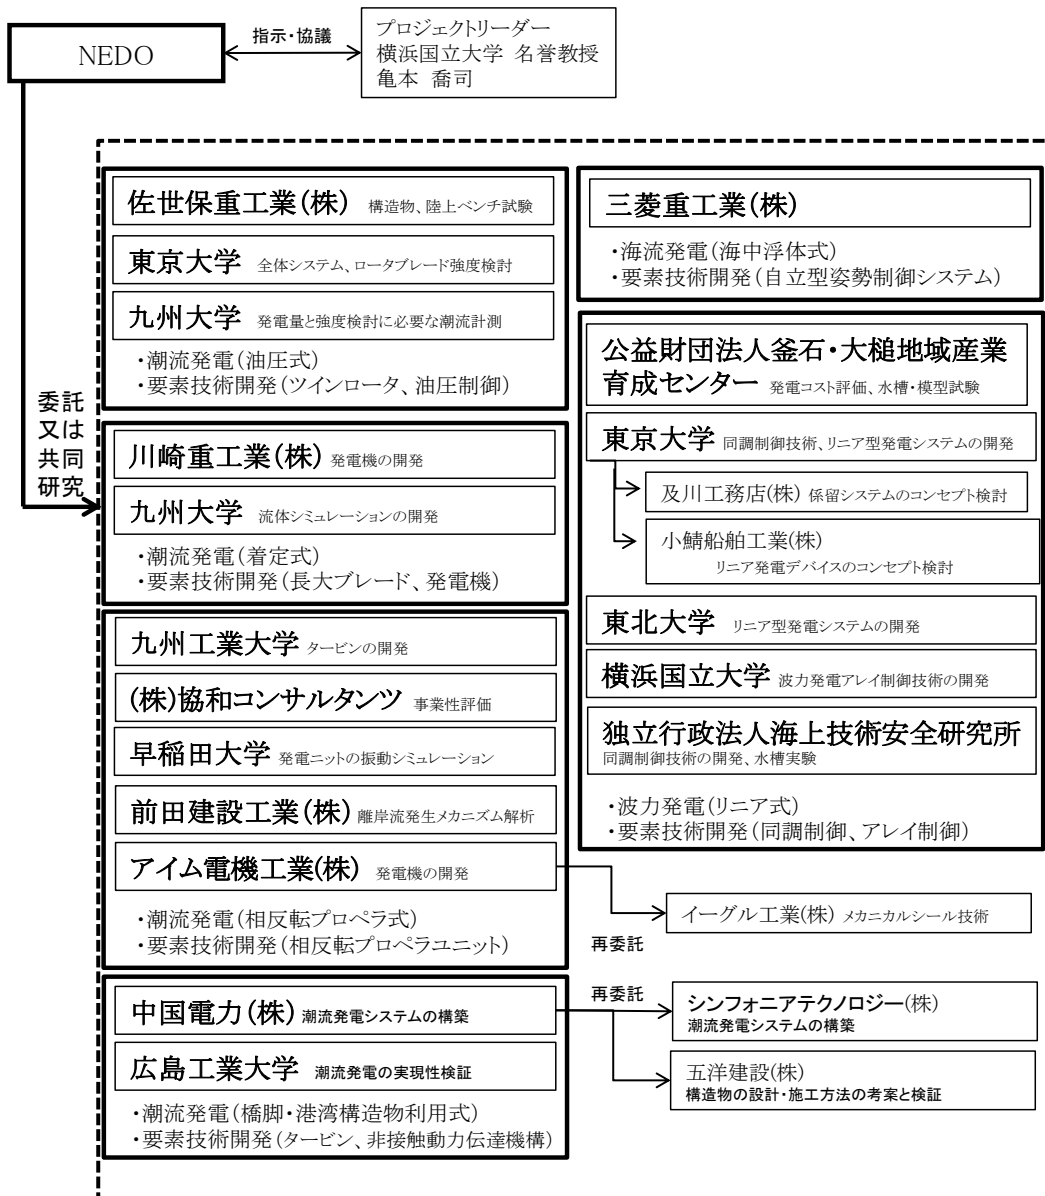 NEDO
指示・協議
プロジェクトリーダー
横浜国立大学 名誉教授
亀本 喬司
委託
又は
共同
研究
佐世保重工業(株) 構造物、陸上ベンチ試験
東京大学 全体システム、ロータブレード強度検討
九州大学 発電量と強度検討に必要な潮流計測
・潮流発電(油圧式)
・要素技術開発(ツインロータ、油圧制御)
川崎重工業(株) 発電機の開発
九州大学 流体シミュレーションの開発
・潮流発電(着定式)
・要素技術開発(長大ブレード、発電機)
九州工業大学 タービンの開発
(株)協和コンサルタンツ 事業性評価
早稲田大学 発電ニットの振動シミュレーション
前田建設工業(株) 離岸流発生メカニズム解析
アイム電機工業(株) 発電機の開発
・潮流発電(相反転プロペラ式)
・要素技術開発(相反転プロペラユニット)
中国電力(株) 潮流発電システムの構築
広島工業大学 潮流発電の実現性検証
・潮流発電(橋脚・港湾構造物利用式)
・要素技術開発(タービン、非接触動力伝達機構)
三菱重工業(株)
・海流発電(海中浮体式)
・要素技術開発(自立型姿勢制御システム)
公益財団法人釜石・大槌地域産業
育成センター 発電コスト評価、水槽・模型試験
東京大学 同調制御技術、リニア型発電システムの開発
及川工務店(株) 係留システムのコンセプト検討
小鯖船舶工業(株)
リニア発電デバイスのコンセプト検討
東北大学 リニア型発電システムの開発
横浜国立大学 波力発電アレイ制御技術の開発
独立行政法人海上技術安全研究所
同調制御技術の開発、水槽実験
・波力発電(リニア式)
・要素技術開発(同調制御、アレイ制御)
イーグル工業(株) メカニカルシール技術
再委託
再委託
シンフォニアテクノロジー(株)
潮流発電システムの構築
五洋建設(株)
構造物の設計・施工方法の考案と検証